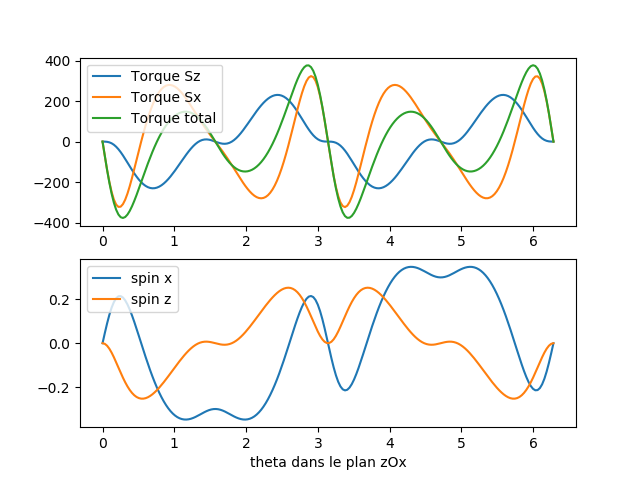 400
200
0
−200
−400
Torque Sz
Torque Sx
Torque total
0 1 2 3 4 5 6
0.2
0.0
−0.2
spin x
spin z
0 1 2 3 4 5 6
theta dans le plan zOx